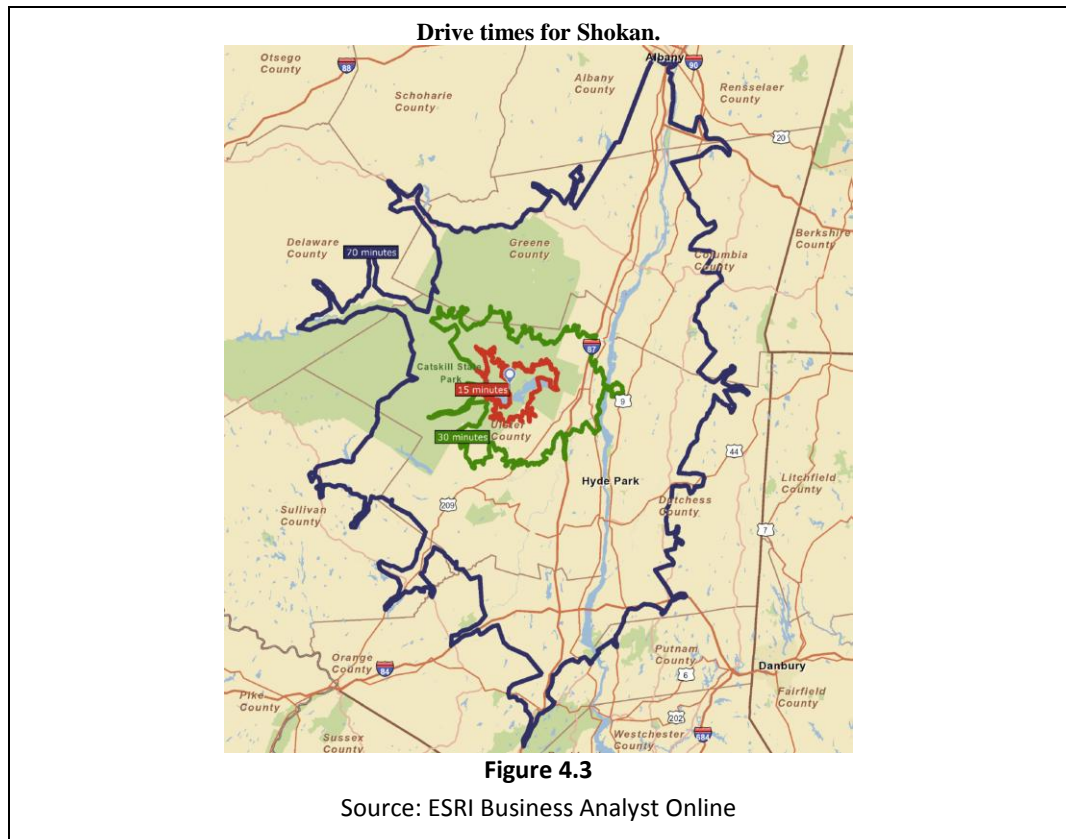 Drive times for Shokan.
Otsego
County
88
Schoharie
County
Albany
County
Albany
90
Rensselaer
County
20
Delaware
County
70 minutes
Greene
County
Columbia
County
Berkshire
County
Catskill State
Park
15 minutes
30 minutes
Ulster
County
87
9
44
Hyde Park
Dutchess
County
Litchfield
County
7
209
Sullivan
County
Orange
County
84
Putnam
County
6
Danbury
Fairfield
County
Pike
County
Sussex
County
202
Westchester
County
684
Figure 4.3
Source: ESRI Business Analyst Online